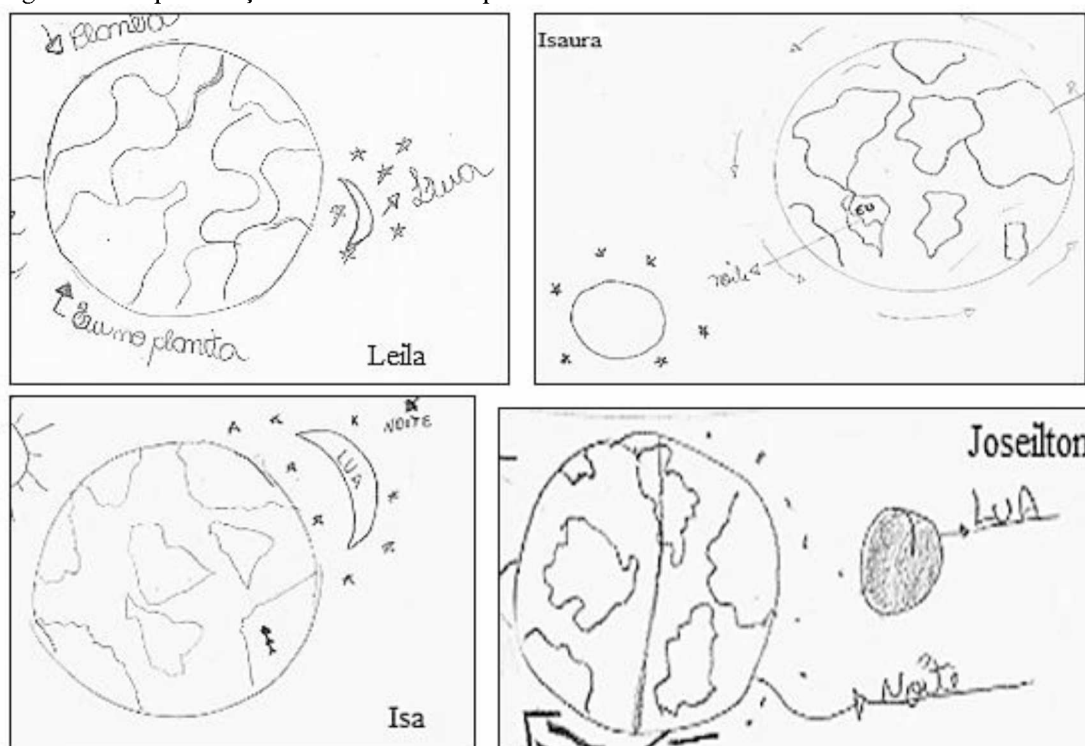 Planeta
Lua
Eu no planeta
Leila
Isaura
EU
noite
NOITE
LUA
Isa
Joseilton
LUA
Noite